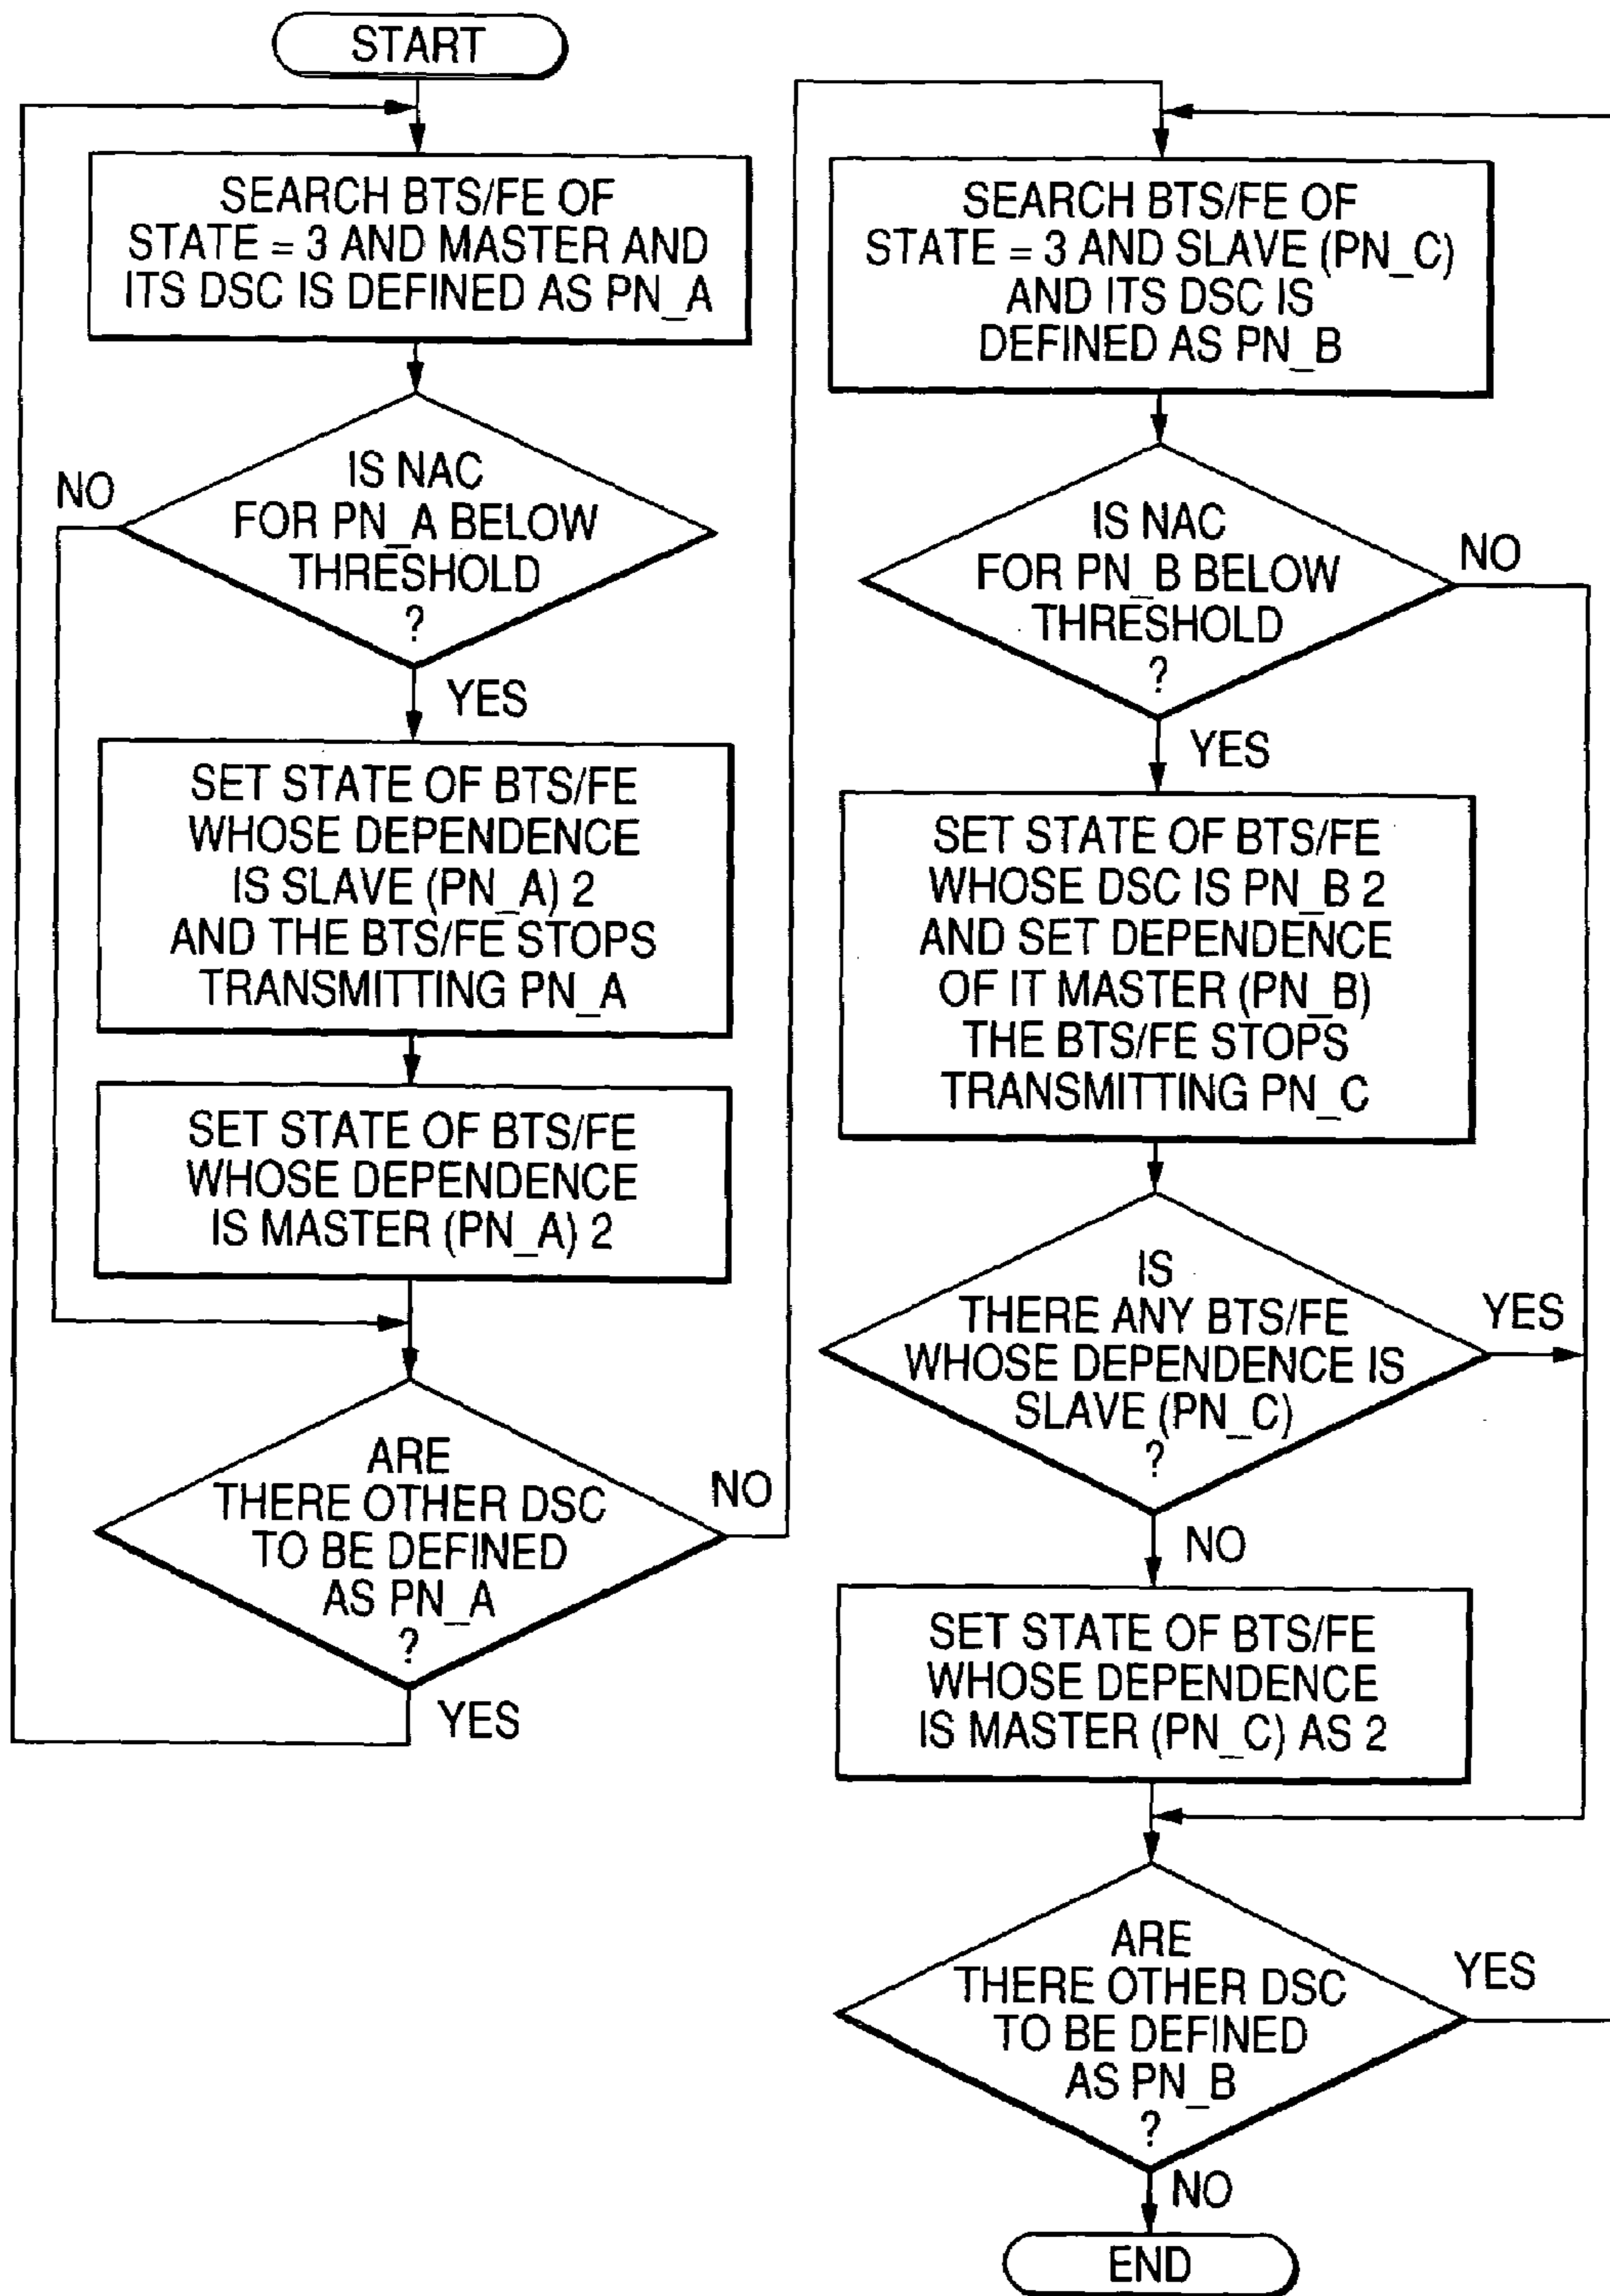 START
SEARCH BTS/FE OF
STATE = 3 AND MASTER AND
ITS DSC IS DEFINED AS PN_A
IS NAC
FOR PN_A BELOW
THRESHOLD
?
NO
YES
SET STATE OF BTS/FE
WHOSE DEPENDENCE
IS SLAVE (PN_A) 2
AND THE BTS/FE STOPS
TRANSMITTING PN_A
SET STATE OF BTS/FE
WHOSE DEPENDENCE
IS MASTER (PN_A) 2
ARE
THERE OTHER DSC
TO BE DEFINED
AS PN_A
?
NO
YES
SEARCH BTS/FE OF
STATE = 3 AND SLAVE (PN_C)
AND ITS DSC IS
DEFINED AS PN_B
IS NAC
FOR PN_B BELOW
THRESHOLD
?
NO
YES
SET STATE OF BTS/FE
WHOSE DSC IS PN_B 2
AND SET DEPENDENCE
OF IT MASTER (PN_B)
THE BTS/FE STOPS
TRANSMITTING PN_C
IS
THERE ANY BTS/FE
WHOSE DEPENDENCE IS
SLAVE (PN_C)
?
YES
NO
SET STATE OF BTS/FE
WHOSE DEPENDENCE
IS MASTER (PN_C) AS 2
ARE
THERE OTHER DSC
TO BE DEFINED
AS PN_B
?
YES
NO
END